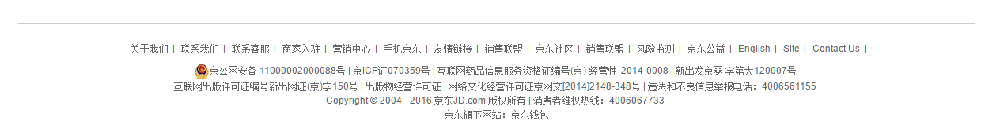 关于我们 | 联系我们 | 联系客服 | 商家入驻 | 营销中心 | 手机京东 | 友情链接 | 销售联盟 | 京东社区 | 销售联盟 | 风险监测 | 京东公益 | English | Site | Contact Us |
京公网安备 11000002000088号 | 京ICP证070359号 | 互联网药品信息服务资格证编号(京)-经营性-2014-0008 | 新出发京零 字第大120007号
互联网出版许可证编号新出网证(京)字150号 | 出版物经营许可证 | 网络文化经营许可证京网文[2014]2148-348号 | 违法和不良信息举报电话：4006561155
Copyright © 2004 - 2016 京东JD.com 版权所有 | 消费者维权热线：4006067733
京东旗下网站：京东钱包